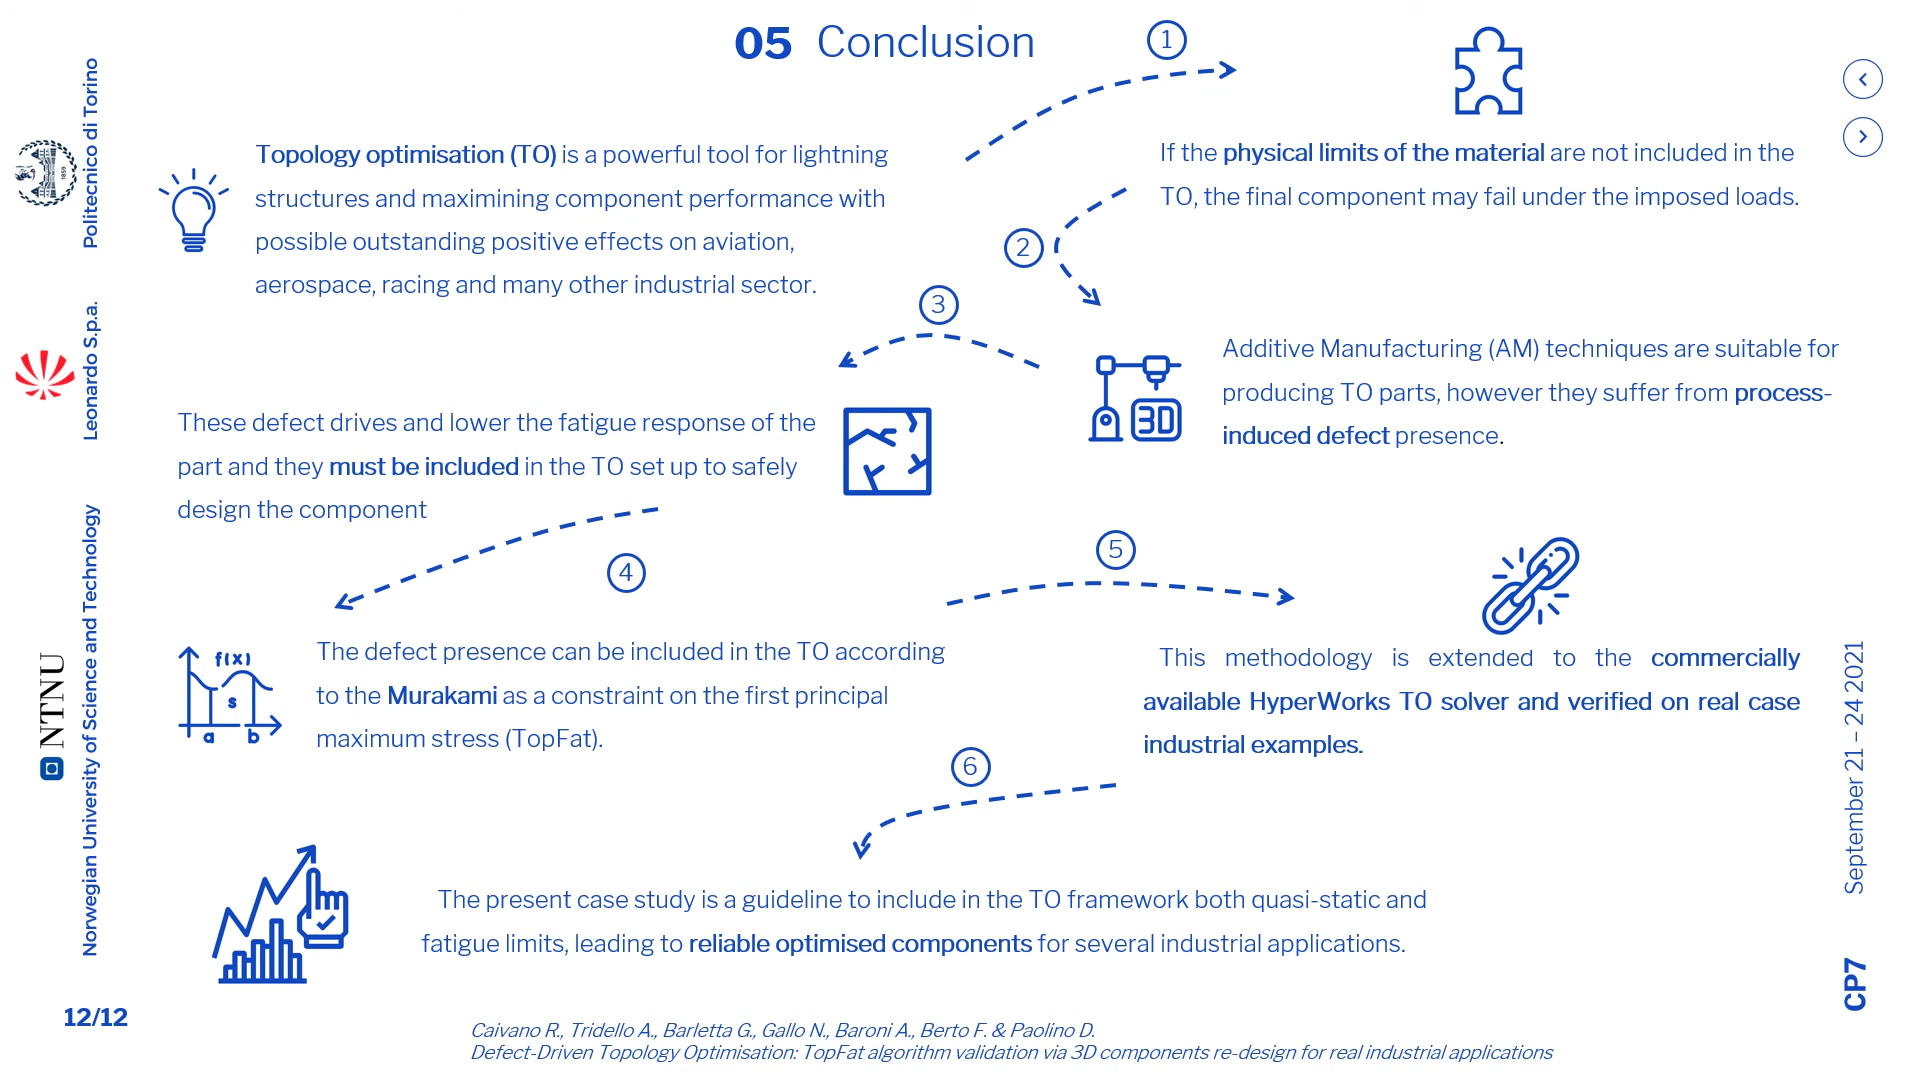 05 Conclusion
1
Topology optimisation (TO) is a powerful tool for lightning
structures and maximining component performance with
possible outstanding positive effects on aviation,
aerospace, racing and many other industrial sector.
If the physical limits of the material are not included in the
TO, the final component may fail under the imposed loads.
2
3
Additive Manufacturing (AM) techniques are suitable for
producing TO parts, however they suffer from process-
induced defect presence.
3D
These defect drives and lower the fatigue response of the
part and they must be included in the TO set up to safely
design the component
4
5
f(x)
s
a b
The defect presence can be included in the TO according
to the Murakami as a constraint on the first principal
maximum stress (TopFat).
This methodology is extended to the commercially
available HyperWorks TO solver and verified on real case
industrial examples.
6
The present case study is a guideline to include in the TO framework both quasi-static and
fatigue limits, leading to reliable optimised components for several industrial applications.
Politecnico di Torino
1859
Leonardo S.p.a.
Norwegian University of Science and Technology
NTNU
September 21 – 24 2021
CP7
12/12
Caivano R., Tridello A., Barletta G., Gallo N., Baroni A., Berto F. & Paolino D.
Defect-Driven Topology Optimisation: TopFat algorithm validation via 3D components re-design for real industrial applications